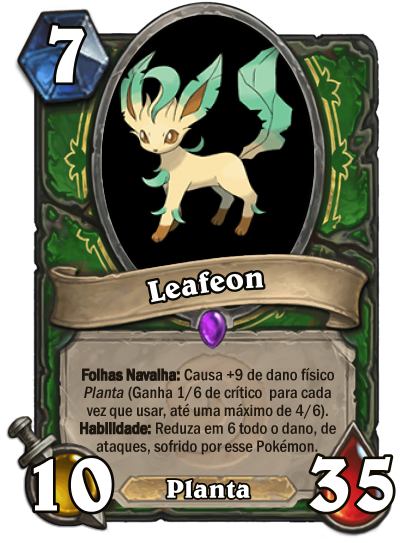 7
Leafeon
Folhas Navalha: Causa +9 de dano físico
Planta (Ganha 1/6 de crítico para cada
vez que usar, até uma máximo de 4/6).
Habilidade: Reduza em 6 todo o dano, de
ataques, sofrido por esse Pokémon.
10
Planta
35